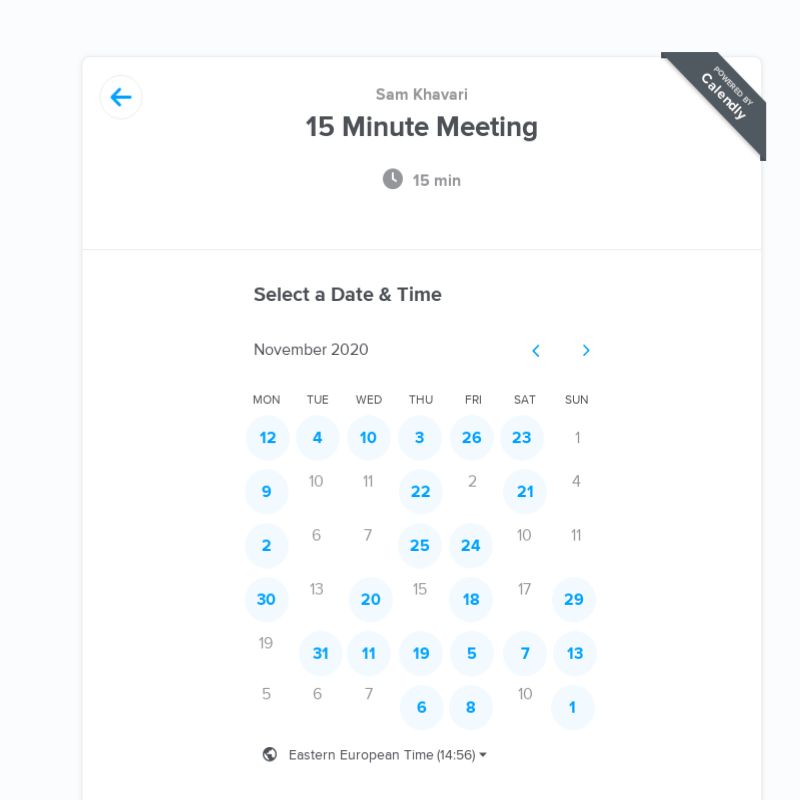 POWERED BY
Calendly
Sam Khavari
15 Minute Meeting
15 min
Select a Date & Time
November 2020
MON TUE WED THU FRI SAT SUN
12 4 10 3 26 23 1
9 10 11 22 2 21 4
2 6 7 25 24 10 11
30 13 20 15 18 17 29
19 31 11 19 5 7 13
5 6 7 6 8 10 1
Eastern European Time (14:56)